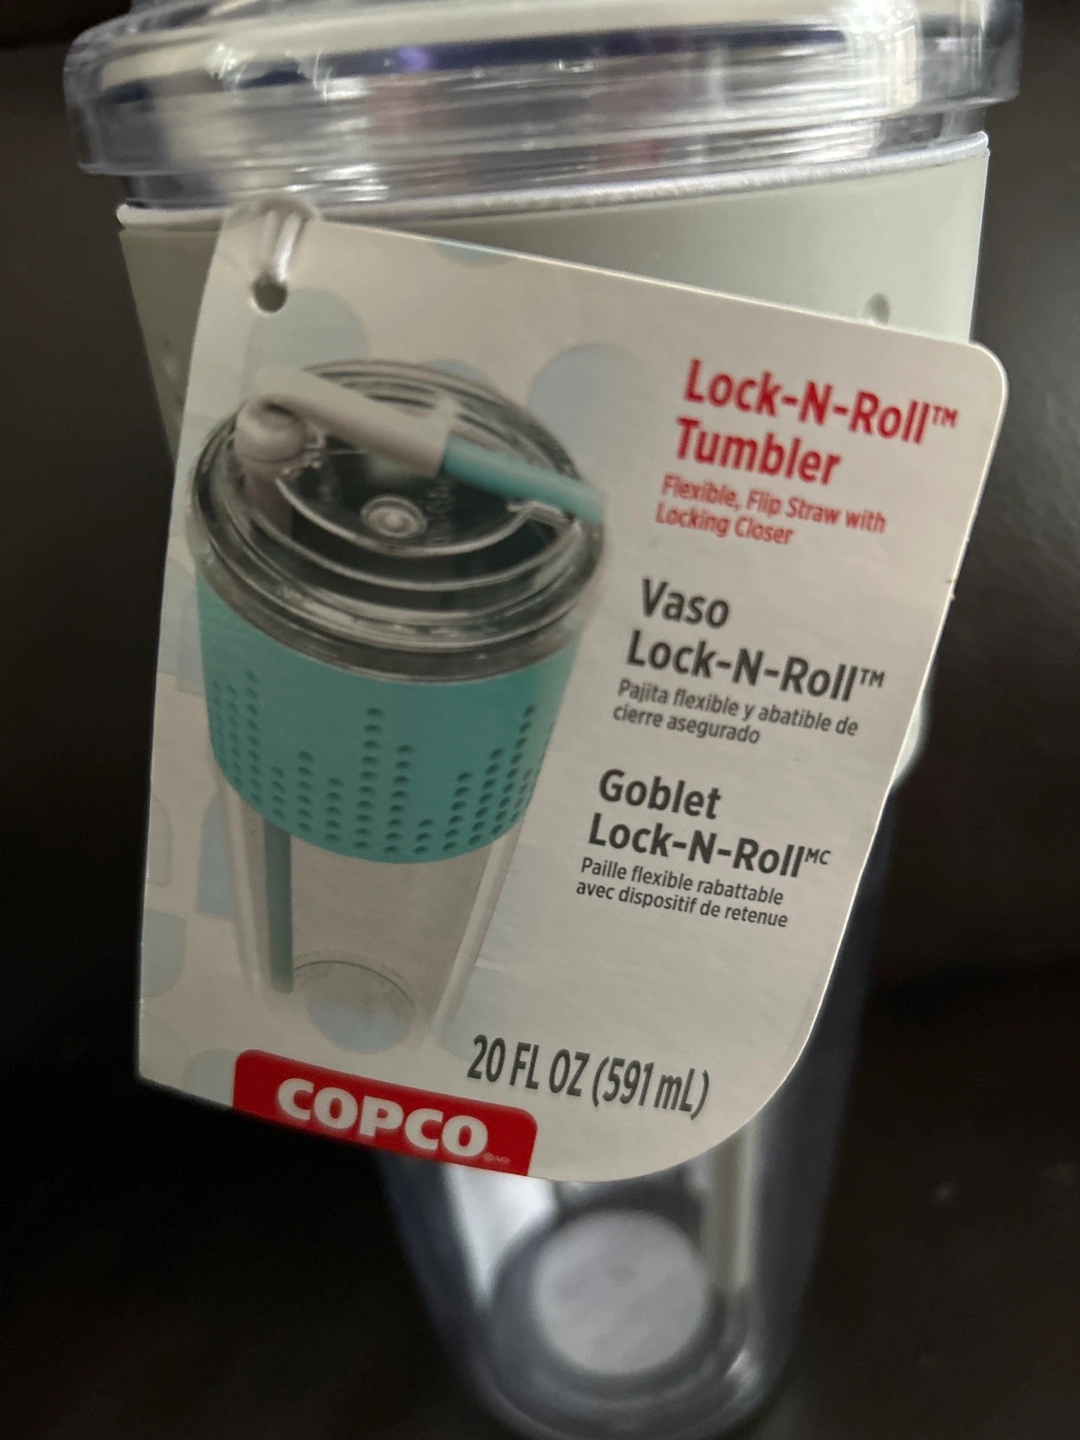 Lock-N-Roll™
Tumbler
Flexible, Flip Straw with
Locking Closer
Vaso
Lock-N-Roll™
Pajita flexible y abatible de
cierre asegurado
Goblet
Lock-N-Rollᴹᶜ
Paille flexible rabattable
avec dispositif de retenue
20 FL OZ (591 mL)
COPCO